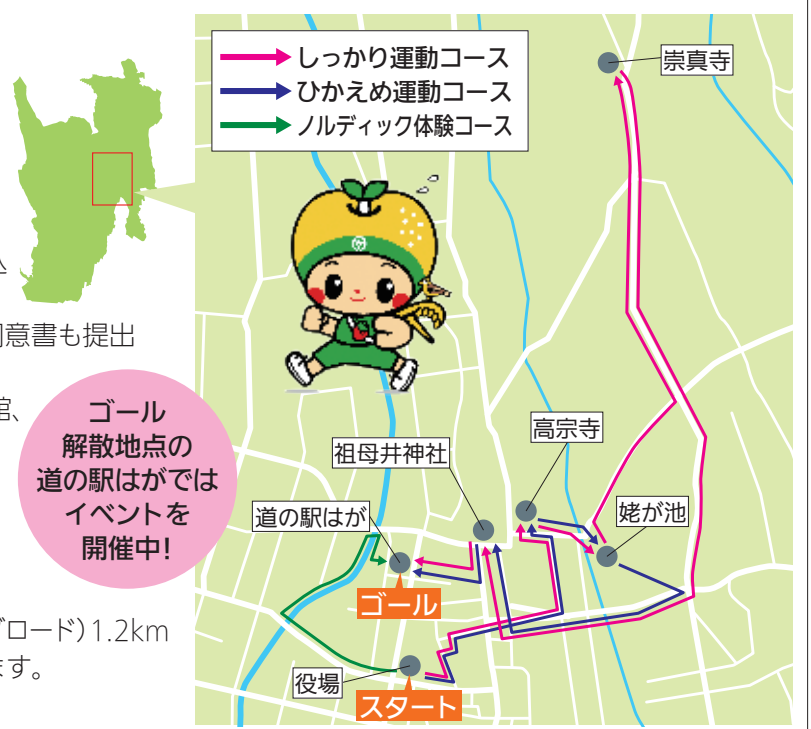 しっかり運動コース
ひかえめ運動コース
ノルディック体験コース
崇真寺
意書も提出
館、
ゴール
解散地点の
道の駅はがでは
イベントを
開催中!
高宗寺
祖母井神社
道の駅はが
姥が池
ゴール
ロード)1.2km
ます。
役場
スタート